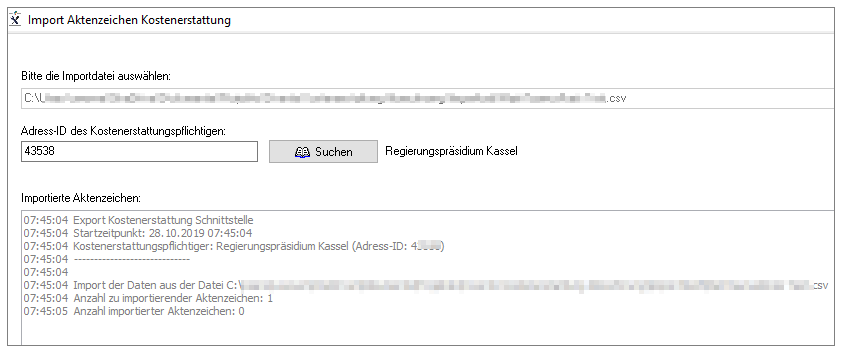 Import Aktenzeichen Kostenerstattung
Bitte die Importdatei auswählen:
C:\U .csv
Adress-ID des Kostenerstattungspflichtigen:
43538 Suchen Regierungspräsidium Kassel
Importierte Aktenzeichen:
07:45:04 Export Kostenerstattung Schnittstelle
07:45:04 Startzeitpunkt: 28.10.2019 07:45:04
07:45:04 Kostenerstattungspflichtiger: Regierungspräsidium Kassel (Adress-ID: 4 )
07:45:04 -----------------------------
07:45:04
07:45:04 Import der Daten aus der Datei C:\ .csv
07:45:04 Anzahl zu importierender Aktenzeichen: 1
07:45:05 Anzahl importierter Aktenzeichen: 0